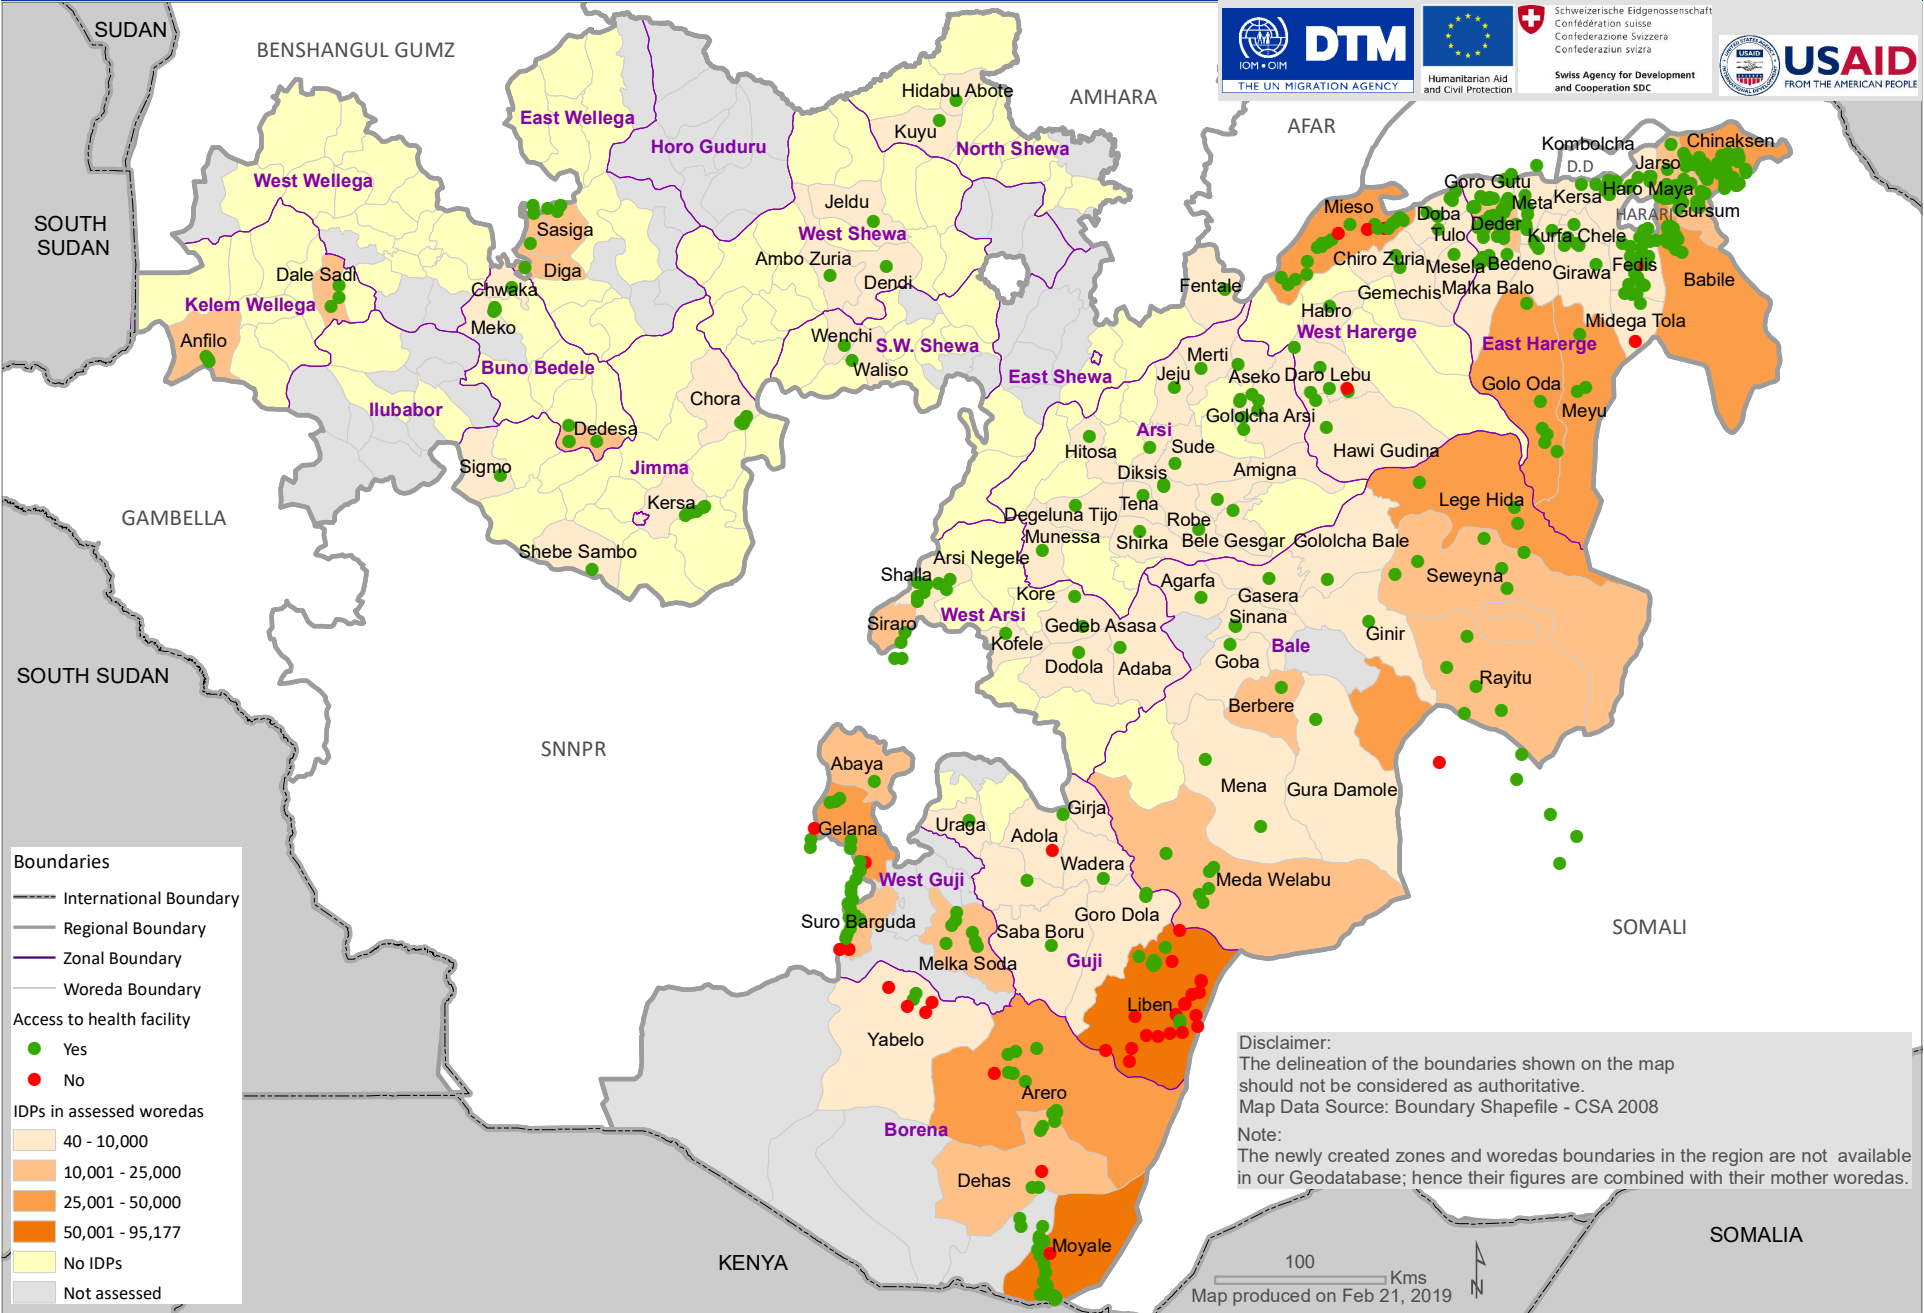 SUDAN
BENSHANGUL GUMZ
AMHARA
AFAR
SOUTH
SUDAN
GAMBELLA
SOUTH SUDAN
SNNPR
KENYA
SOMALI
SOMALIA
IOM • OIM
DTM
THE UN MIGRATION AGENCY
Humanitarian Aid
and Civil Protection
Schweizerische Eidgenossenschaft
Confédération suisse
Confederazione Svizzera
Confederaziun svizra
Swiss Agency for Development
and Cooperation SDC
USAID
USAID
FROM THE AMERICAN PEOPLE
East Wellega
Horo Guduru
North Shewa
West Wellega
West Shewa
Kelem Wellega
Buno Bedele
S.W. Shewa
East Shewa
Ilubabor
Jimma
Arsi
West Harerge
East Harerge
West Arsi
Bale
West Guji
Guji
Borena
Hidabu Abote
Kuyu
Jeldu
Ambo Zuria
Dendi
Wenchi
Waliso
Sasiga
Diga
Dale Sadi
Chwaka
Meko
Anfilo
Chora
Dedesa
Sigmo
Kersa
Shebe Sambo
Kombolcha
D.D
Chinaksen
Jarso
Goro Gutu
Meta
Kersa
Haro Maya
HARARI
Gursum
Mieso
Doba
Deder
Tulo
Kurfa Chele
Chiro Zuria
Mesela
Bedeno
Girawa
Fedis
Babile
Fentale
Gemechis
Malka Balo
Habro
Midega Tola
Merti
Jeju
Aseko
Daro Lebu
Golo Oda
Meyu
Gololcha Arsi
Hitosa
Sude
Hawi Gudina
Diksis
Amigna
Tena
Lege Hida
Degeluna Tijo
Robe
Munessa
Shirka
Bele Gesgar
Gololcha Bale
Arsi Negele
Shalla
Agarfa
Seweyna
Kore
Gasera
Siraro
Gedeb Asasa
Sinana
Kofele
Ginir
Dodola
Adaba
Goba
Rayitu
Berbere
Abaya
Mena
Gura Damole
Gelana
Uraga
Girja
Adola
Wadera
Meda Welabu
Suro Barguda
Goro Dola
Saba Boru
Melka Soda
Liben
Yabelo
Arero
Dehas
Moyale
Boundaries
International Boundary
Regional Boundary
Zonal Boundary
Woreda Boundary
Access to health facility
Yes
No
IDPs in assessed woredas
40 - 10,000
10,001 - 25,000
25,001 - 50,000
50,001 - 95,177
No IDPs
Not assessed
Disclaimer:
The delineation of the boundaries shown on the map
should not be considered as authoritative.
Map Data Source: Boundary Shapefile - CSA 2008
Note:
The newly created zones and woredas boundaries in the region are not available
in our Geodatabase; hence their figures are combined with their mother woredas.
100
Kms
N
Map produced on Feb 21, 2019